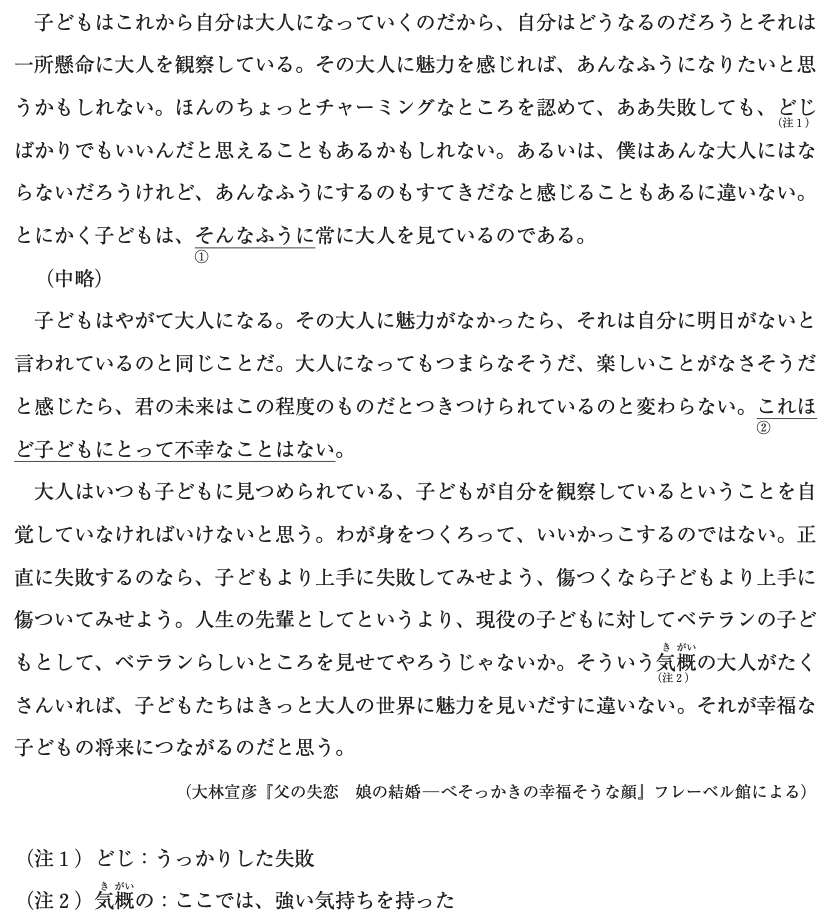 子どもはこれから自分は大人になっていくのだから、自分はどうなるのだろうとそれは
一所懸命に大人を観察している。その大人に魅力を感じれば、あんなふうになりたいと思
うかもしれない。ほんのちょっとチャーミングなところを認めて、ああ失敗しても、どじ
（注１）
ばかりでもいいんだと思えることもあるかもしれない。あるいは、僕はあんな大人にはな
らないだろうけれど、あんなふうにするのもすてきだなと感じることもあるに違いない。
とにかく子どもは、そんなふうに常に大人を見ているのである。
①
（中略）
子どもはやがて大人になる。その大人に魅力がなかったら、それは自分に明日がないと
言われているのと同じことだ。大人になってもつまらなそうだ、楽しいことがなさそうだ
と感じたら、君の未来はこの程度のものだとつきつけられているのと変わらない。これほ
②
ど子どもにとって不幸なことはない。
大人はいつも子どもに見つめられている、子どもが自分を観察しているということを自
覚していなければいけないと思う。わが身をつくろって、いいかっこするのではない。正
直に失敗するのなら、子どもより上手に失敗してみせよう、傷つくなら子どもより上手に
傷ついてみせよう。人生の先輩としてというより、現役の子どもに対してベテランの子ど
きがい
もとして、ベテランらしいところを見せてやろうじゃないか。そういう気概の大人がたく
（注２）
さんいれば、子どもたちはきっと大人の世界に魅力を見いだすに違いない。それが幸福な
子どもの将来につながるのだと思う。
（大林宣彦『父の失恋　娘の結婚―べそっかきの幸福そうな顔』フレーベル館による）
（注１）どじ：うっかりした失敗
きがい
（注２）気概の：ここでは、強い気持ちを持った